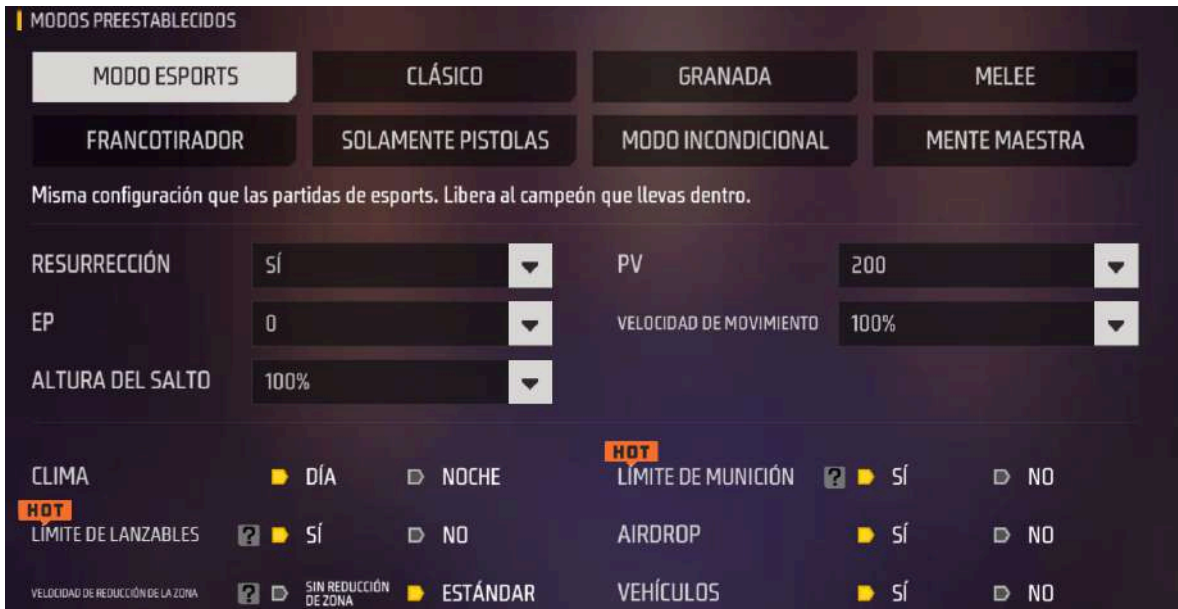 MODOS PREESTABLECIDOS
MODO ESPORTS CLÁSICO GRANADA MELEE
FRANCOTIRADOR SOLAMENTE PISTOLAS MODO INCONDICIONAL MENTE MAESTRA
Misma configuración que las partidas de esports. Libera al campeón que llevas dentro.
RESURRECCIÓN SÍ PV 200
EP 0 VELOCIDAD DE MOVIMIENTO 100%
ALTURA DEL SALTO 100%
HOT
CLIMA DÍA NOCHE LÍMITE DE MUNICIÓN ? SÍ NO
HOT
LÍMITE DE LANZABLES ? SÍ NO AIRDROP SÍ NO
VELOCIDAD DE REDUCCIÓN DE LA ZONA ? SIN REDUCCIÓN DE ZONA ESTÁNDAR VEHÍCULOS SÍ NO